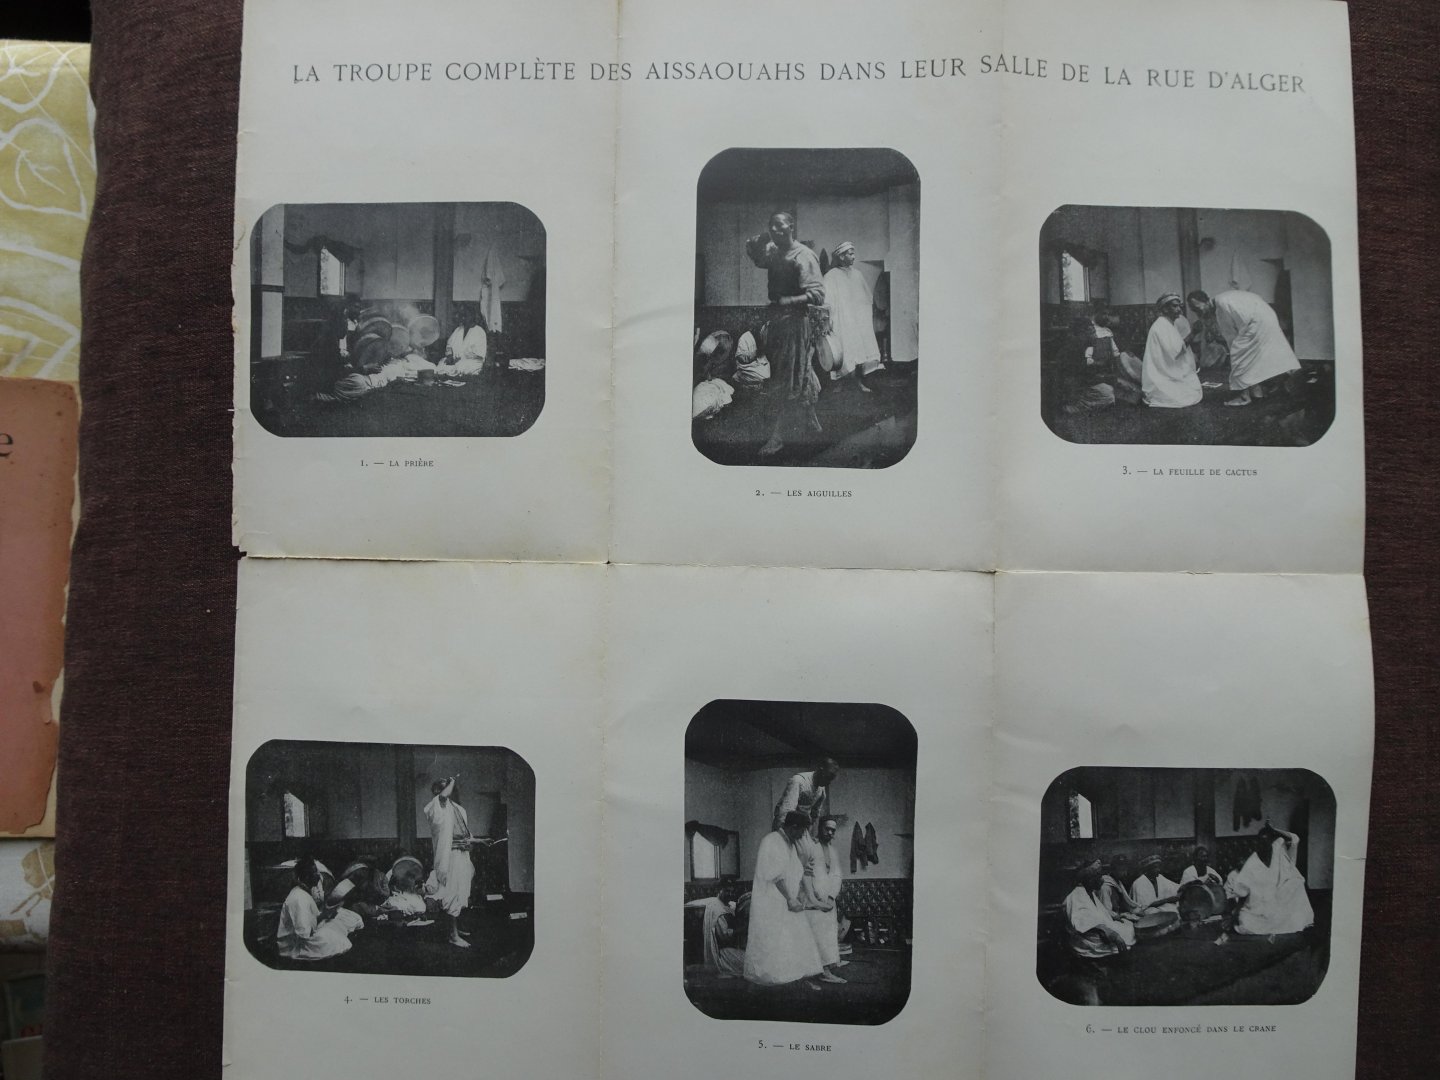 LA TROUPE COMPLÈTE DES AISSAOUAHS DANS LEUR SALLE DE LA RUE D'ALGER
1. — LA PRIÈRE
2. — LES AIGUILLES
3. — LA FEUILLE DE CACTUS
4. — LES TORCHES
5. — LE SABRE
6. — LE CLOU ENFONCÉ DANS LE CRANE
e